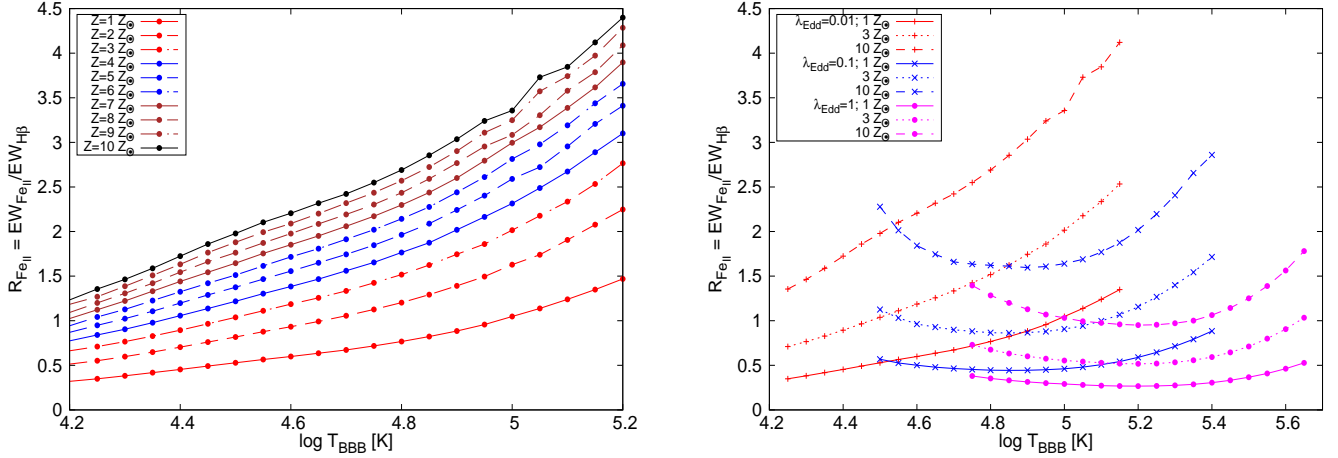 4.5
4
3.5
3
2.5
2
1.5
1
0.5
0
R_FeII = EW_FeII/EW_Hβ
Z=1 Z⊙
Z=2 Z⊙
Z=3 Z⊙
Z=4 Z⊙
Z=5 Z⊙
Z=6 Z⊙
Z=7 Z⊙
Z=8 Z⊙
Z=9 Z⊙
Z=10 Z⊙
4.2 4.4 4.6 4.8 5 5.2
log T_BBB [K]
4.5
4
3.5
3
2.5
2
1.5
1
0.5
0
R_FeII = EW_FeII/EW_Hβ
λ_Edd=0.01; 1 Z⊙
3 Z⊙
10 Z⊙
λ_Edd=0.1; 1 Z⊙
3 Z⊙
10 Z⊙
λ_Edd=1; 1 Z⊙
3 Z⊙
10 Z⊙
4.2 4.4 4.6 4.8 5 5.2 5.4 5.6
log T_BBB [K]